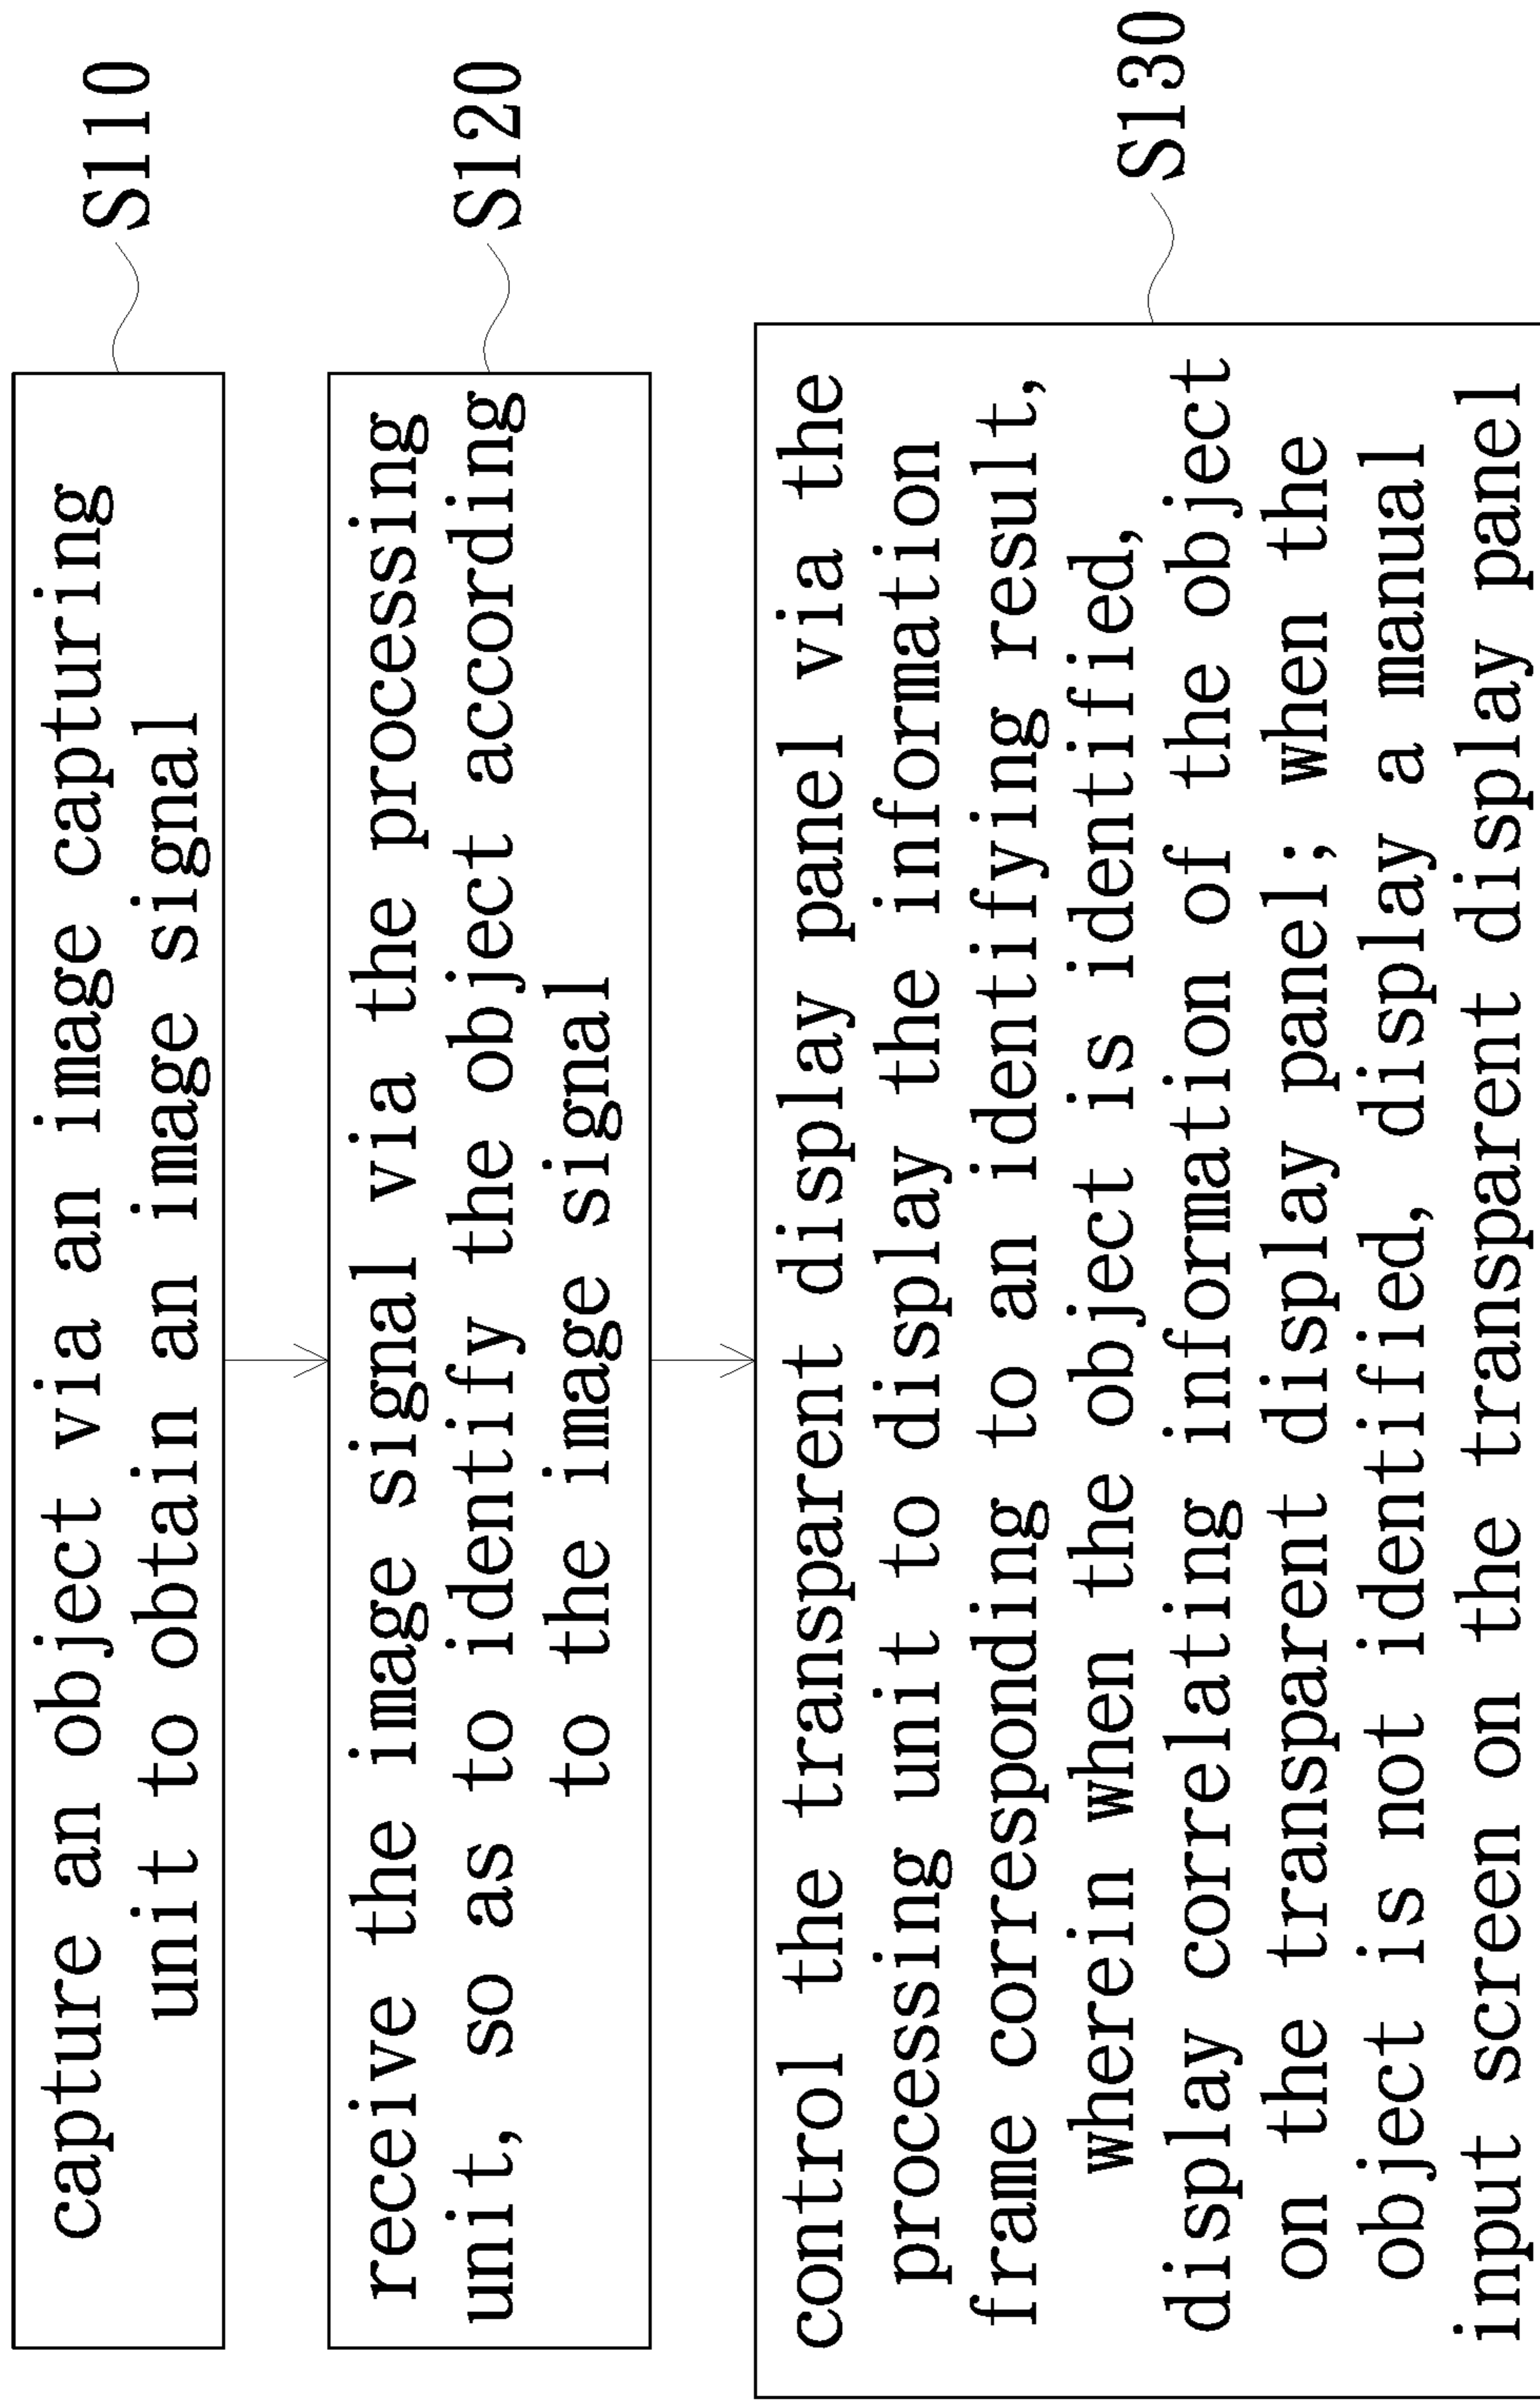 capture an object via an image capturing
unit to obtain an image signal
S110
receive the image signal via the processing
unit, so as to identify the object according
to the image signal
S120
control the transparent display panel via the
processing unit to display the information
frame corresponding to an identifying result,
wherein when the object is identified,
display correlating information of the object
on the transparent display panel; when the
object is not identified, display a manual
input screen on the transparent display panel
S130